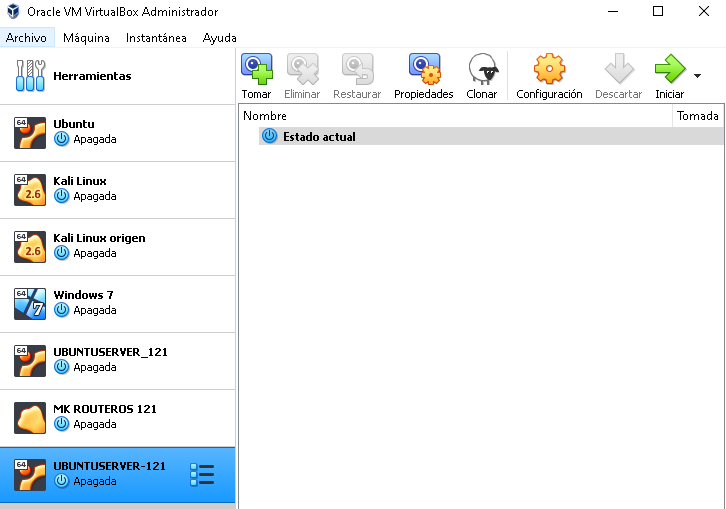 Oracle VM VirtualBox Administrador
Archivo Máquina Instantánea Ayuda
Herramientas
Tomar Eliminar Restaurar Propiedades Clonar Configuración Descartar Iniciar
Nombre Tomada
Estado actual
64
Ubuntu
Apagada
64
2.6
Kali Linux
Apagada
64
2.6
Kali Linux origen
Apagada
64
7
Windows 7
Apagada
64
UBUNTUSERVER_121
Apagada
MK ROUTEROS 121
Apagada
64
UBUNTUSERVER-121
Apagada